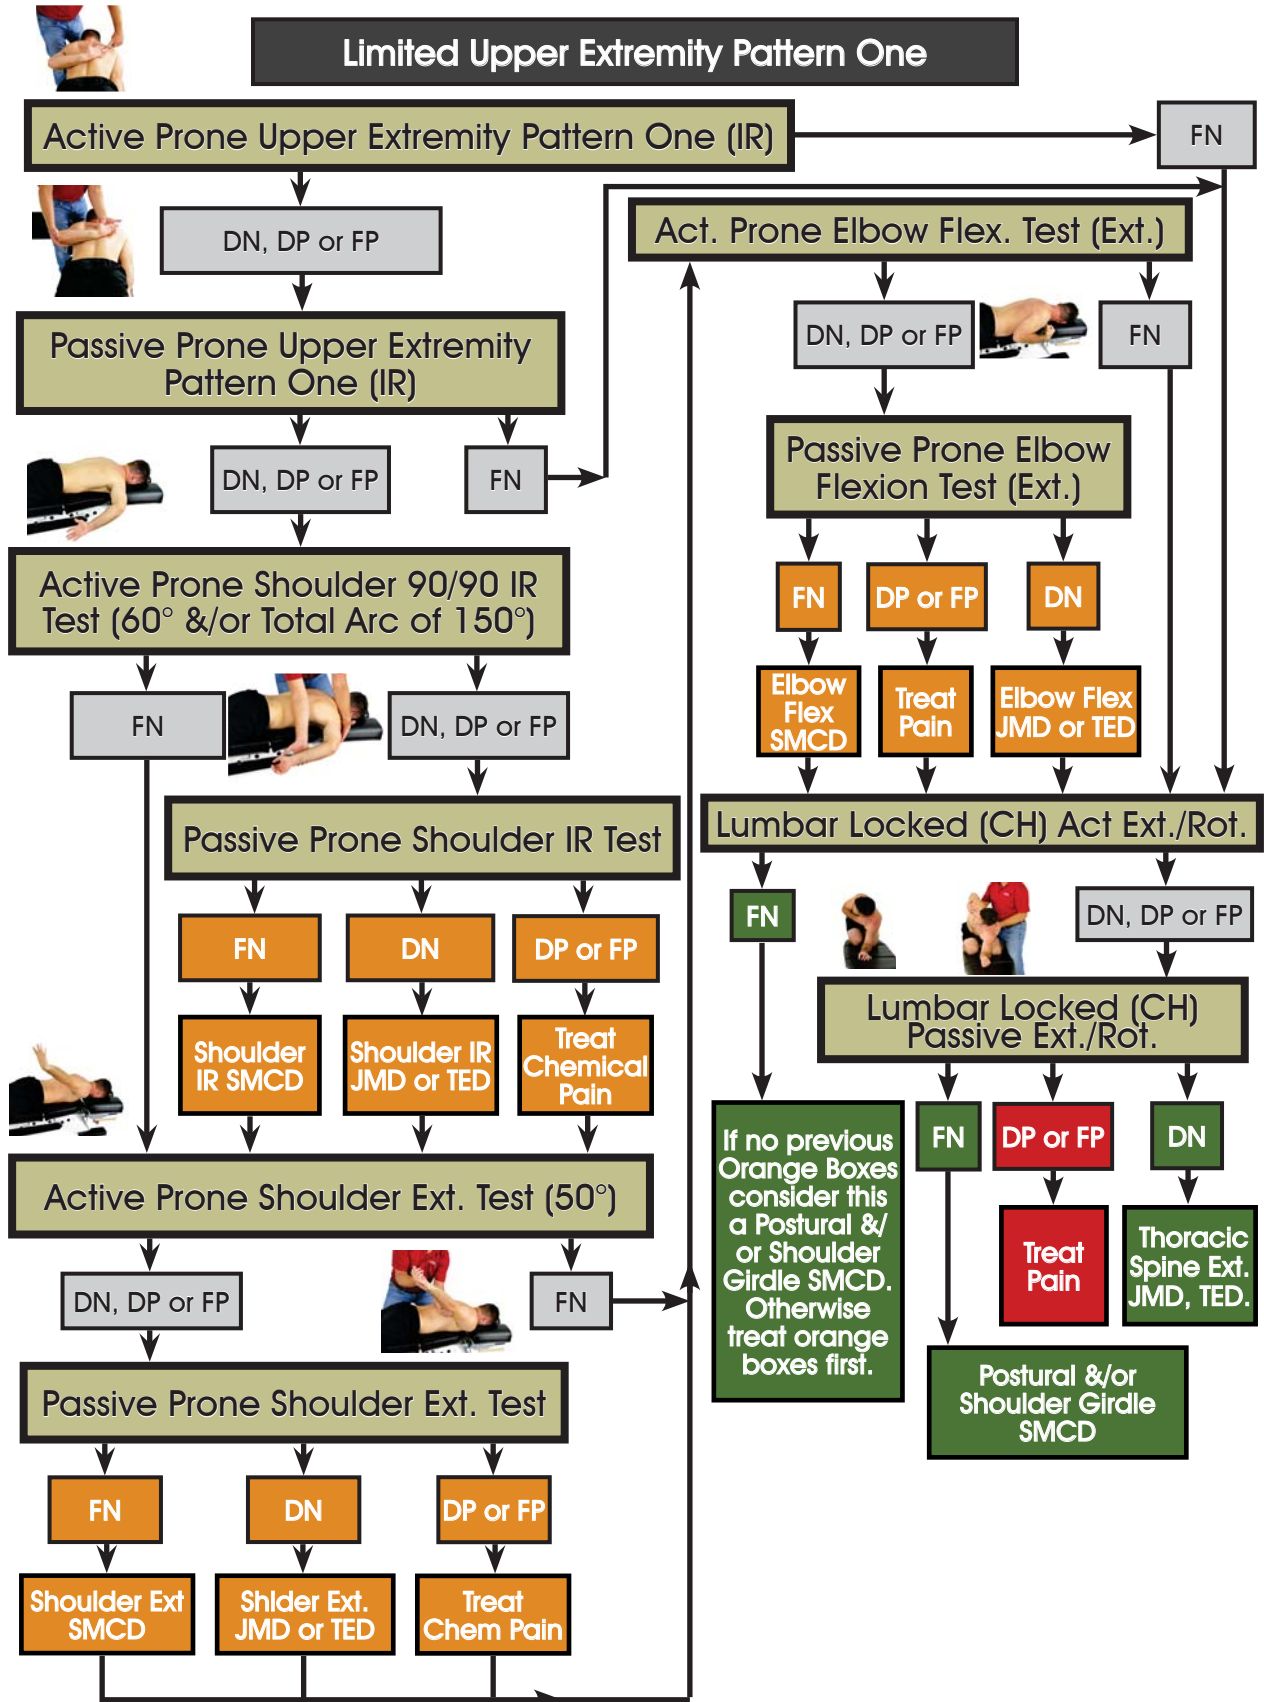 Limited Upper Extremity Pattern One
Active Prone Upper Extremity Pattern One (IR)
FN
DN, DP or FP
Passive Prone Upper Extremity
Pattern One (IR)
DN, DP or FP
FN
Active Prone Shoulder 90/90 IR
Test (60° &/or Total Arc of 150°)
FN
DN, DP or FP
Passive Prone Shoulder IR Test
FN
DN
DP or FP
Shoulder
IR SMCD
Shoulder IR
JMD or TED
Treat
Chemical
Pain
Active Prone Shoulder Ext. Test (50°)
DN, DP or FP
FN
Passive Prone Shoulder Ext. Test
FN
DN
DP or FP
Shoulder Ext
SMCD
Shlder Ext.
JMD or TED
Treat
Chem Pain
Act. Prone Elbow Flex. Test (Ext.)
DN, DP or FP
FN
Passive Prone Elbow
Flexion Test (Ext.)
FN
DP or FP
DN
Elbow
Flex
SMCD
Treat
Pain
Elbow Flex
JMD or TED
Lumbar Locked (CH) Act Ext./Rot.
FN
DN, DP or FP
Lumbar Locked (CH)
Passive Ext./Rot.
FN
DP or FP
DN
If no previous
Orange Boxes
consider this
a Postural &/
or Shoulder
Girdle SMCD.
Otherwise
treat orange
boxes first.
Treat
Pain
Thoracic
Spine Ext.
JMD, TED.
Postural &/or
Shoulder Girdle
SMCD